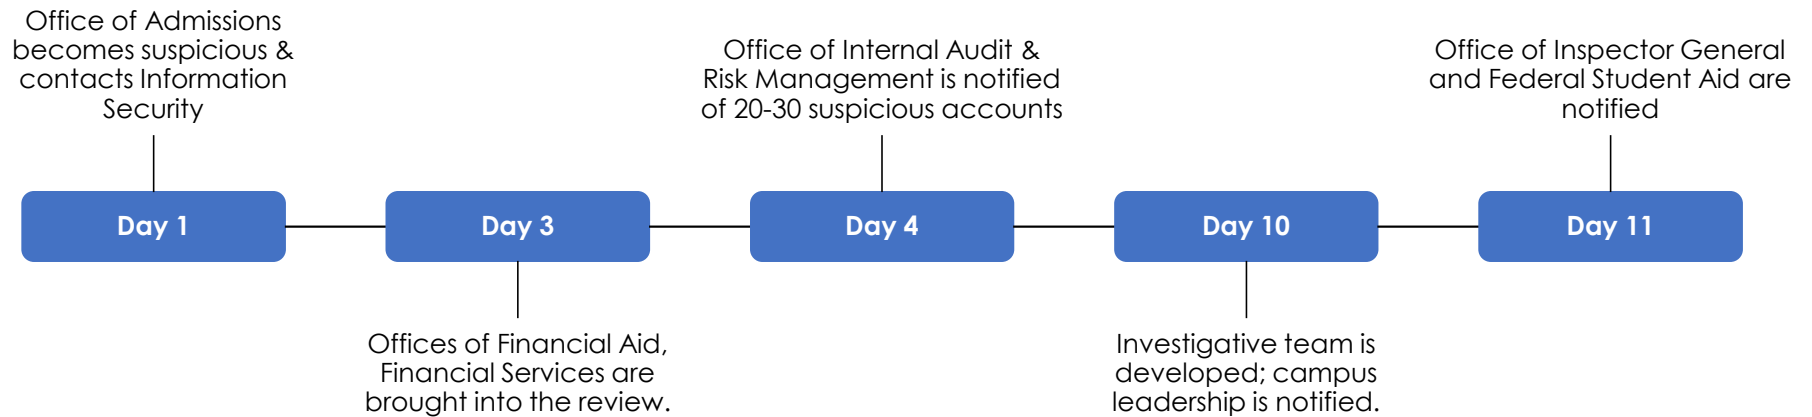 Office of Admissions
becomes suspicious &
contacts Information
Security
Office of Internal Audit &
Risk Management is notified
of 20-30 suspicious accounts
Office of Inspector General
and Federal Student Aid are
notified
Day 1
Day 3
Day 4
Day 10
Day 11
Offices of Financial Aid,
Financial Services are
brought into the review.
Investigative team is
developed; campus
leadership is notified.